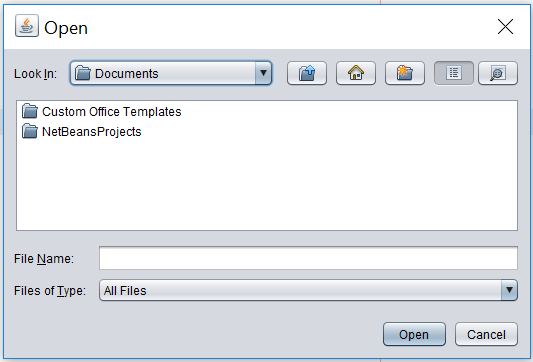 Open
Look In: Documents
Custom Office Templates
NetBeansProjects
File Name:
Files of Type: All Files
Open Cancel